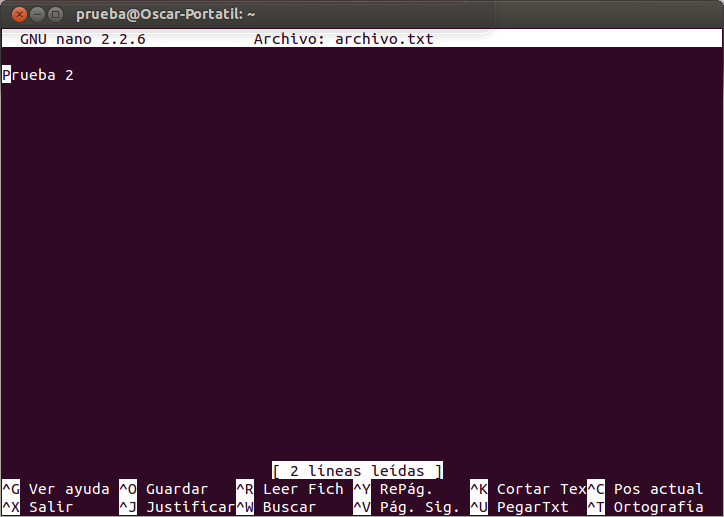 prueba@Oscar-Portatil: ~
GNU nano 2.2.6 Archivo: archivo.txt
Prueba 2
[ 2 líneas leídas ]
^G Ver ayuda ^O Guardar ^R Leer Fich ^Y RePág. ^K Cortar Tex^C Pos actual
^X Salir ^J Justificar^W Buscar ^V Pág. Sig. ^U PegarTxt ^T Ortografía